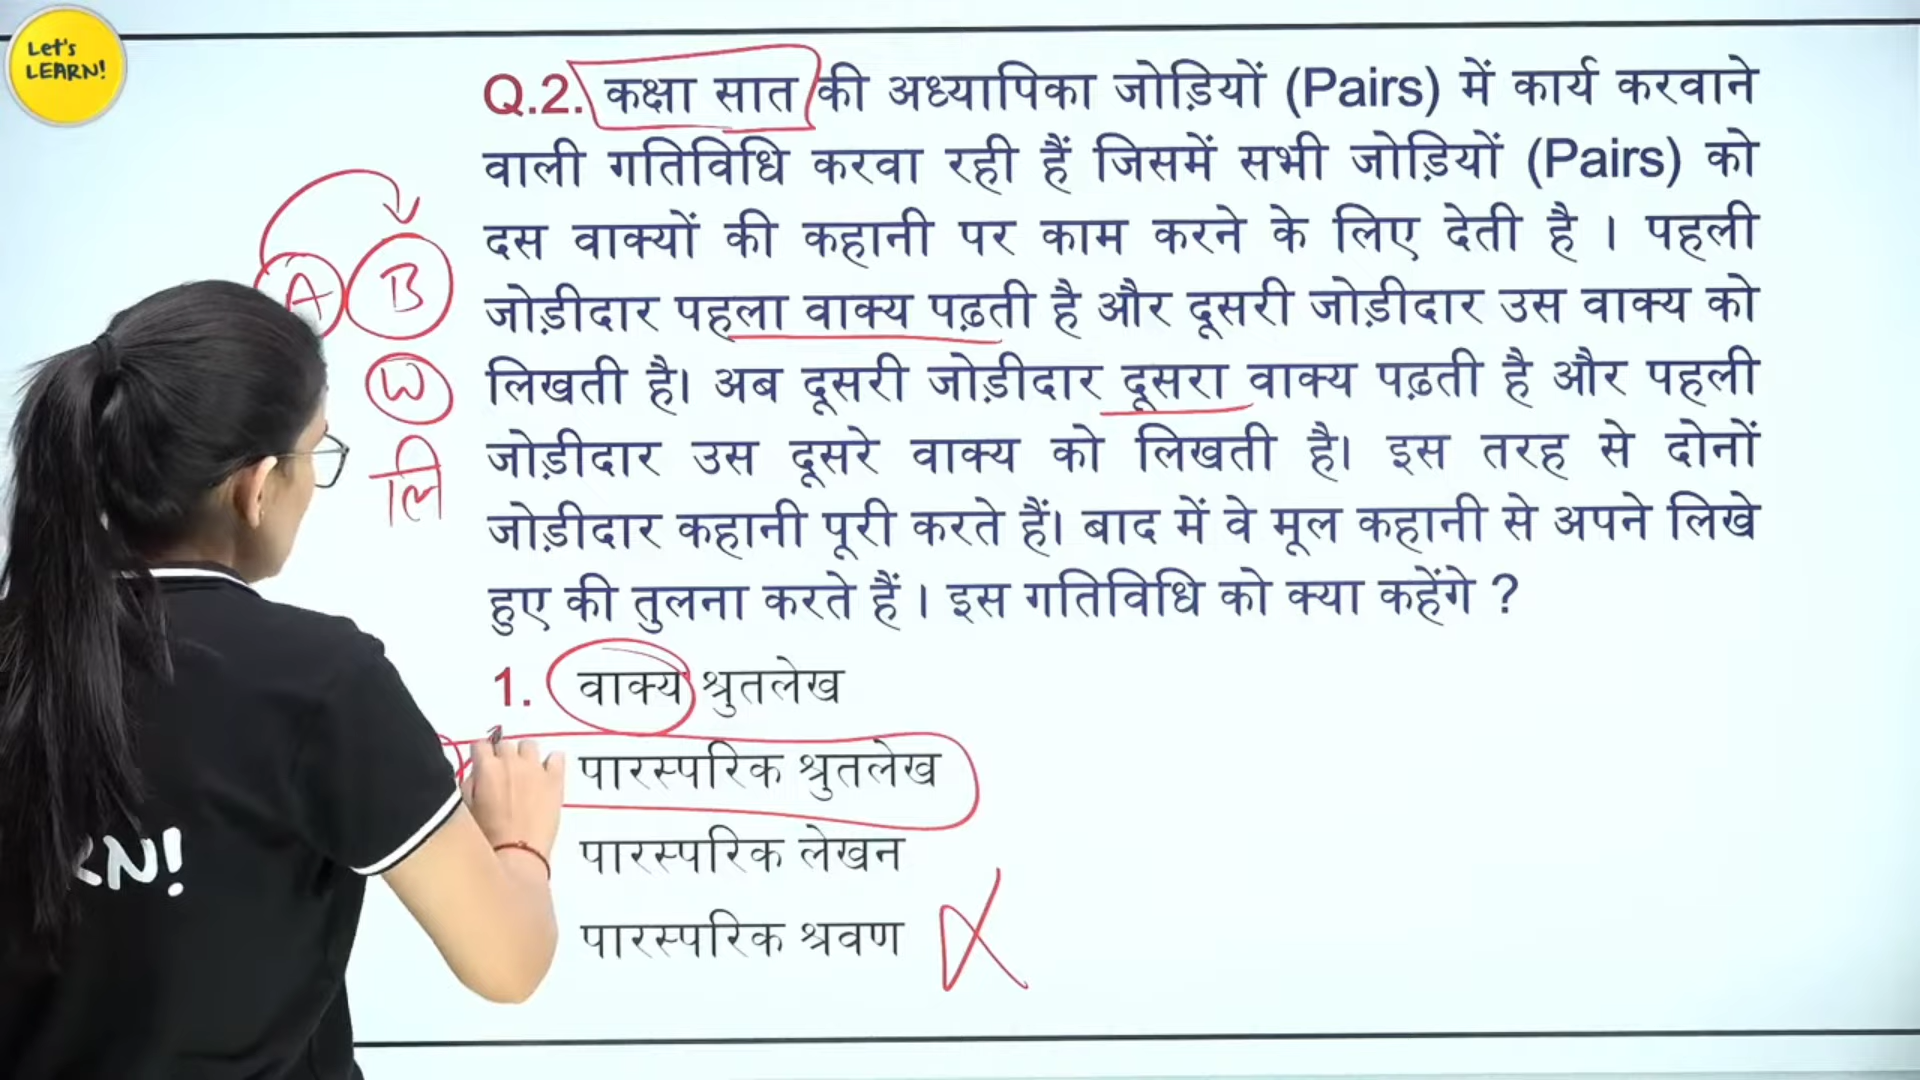 Let's
LEARN!
Q.2. कक्षा सात की अध्यापिका जोड़ियों (Pairs) में कार्य करवाने
वाली गतिविधि करवा रही हैं जिसमें सभी जोड़ियों (Pairs) को
दस वाक्यों की कहानी पर काम करने के लिए देती है । पहली
जोड़ीदार पहला वाक्य पढ़ती है और दूसरी जोड़ीदार उस वाक्य को
लिखती है। अब दूसरी जोड़ीदार दूसरा वाक्य पढ़ती है और पहली
जोड़ीदार उस दूसरे वाक्य को लिखती है। इस तरह से दोनों
जोड़ीदार कहानी पूरी करते हैं। बाद में वे मूल कहानी से अपने लिखे
हुए की तुलना करते हैं । इस गतिविधि को क्या कहेंगे ?
A B
W
लि
1. वाक्य श्रुतलेख
पारस्परिक श्रुतलेख
पारस्परिक लेखन
पारस्परिक श्रवण
RN!